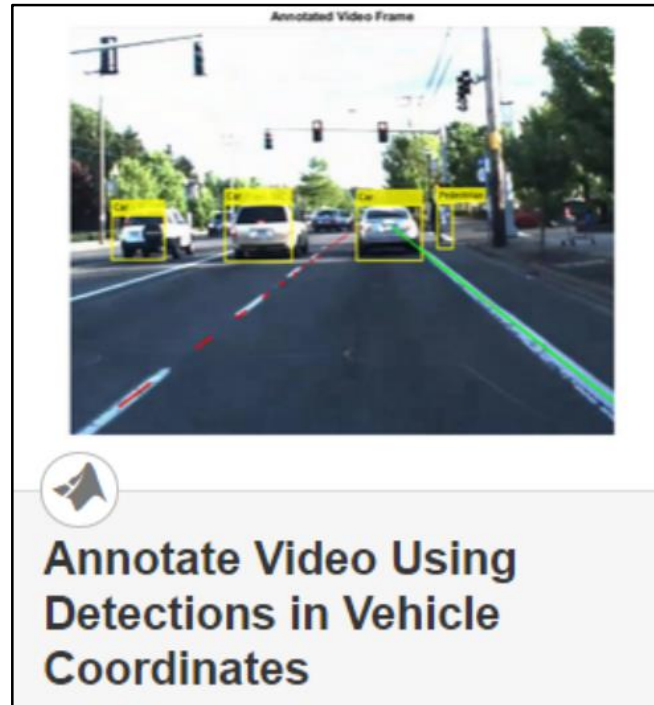 Annotated Video Frame
Car
Car
Car
Pedestrian
Annotate Video Using
Detections in Vehicle
Coordinates